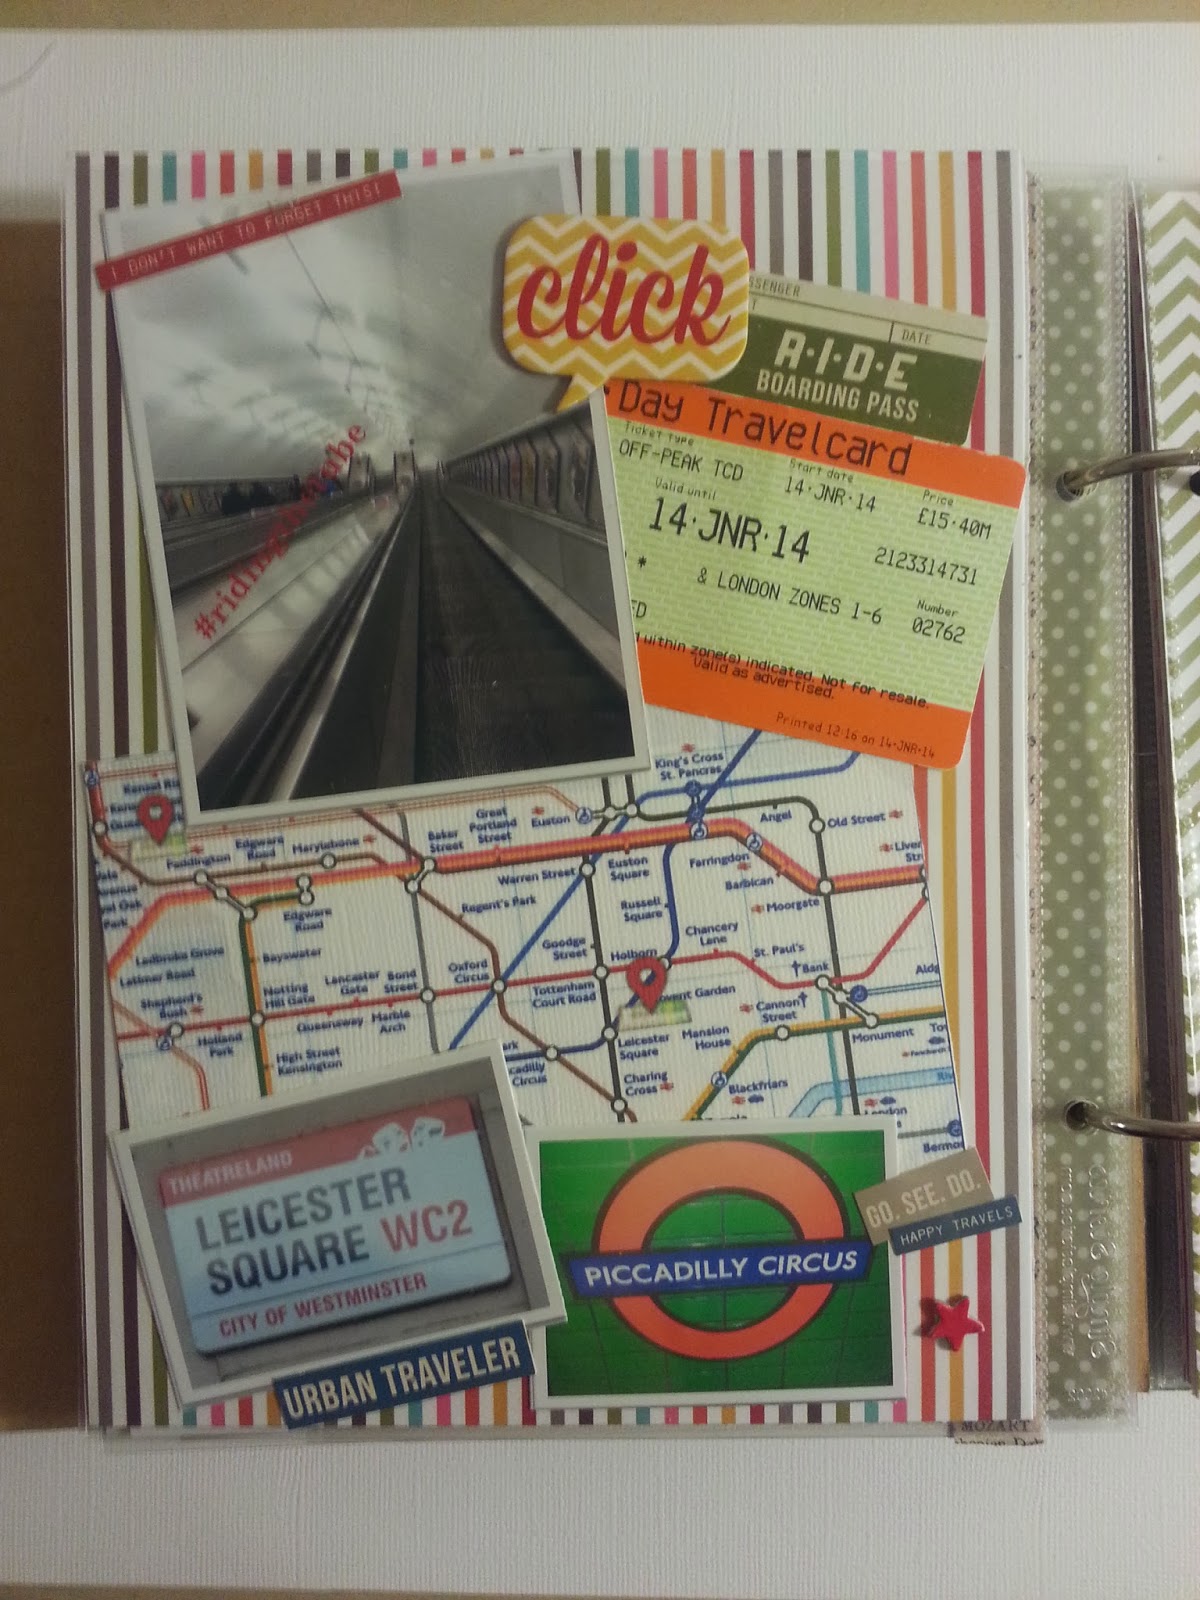 I DON'T WANT TO FORGET THIS!
click
SSENGER
DATE
R·I·D·E
BOARDING PASS
Day Travelcard
Ticket type
OFF-PEAK TCD
Start date
14·JNR·14
Price
£15·40M
Valid until
14·JNR·14
2123314731
* & LONDON ZONES 1-6
Number
02762
within zone(s) indicated. Not for resale.
Valid as advertised.
Printed 12·16 on 14·JNR·14
King's Cross
St. Pancras
Paddington
Edgware
Road
Marylebone
Baker
Street
Great
Portland
Street
Euston
Angel
Old Street
Warren Street
Euston
Square
Farringdon
Barbican
Moorgate
Edgware
Road
Regent's Park
Russell
Square
Chancery
Lane
St. Paul's
Bank
Ladbroke Grove
Latimer Road
Bayswater
Lancaster
Gate
Bond
Street
Oxford
Circus
Goodge
Street
Holborn
Tottenham
Court Road
Covent Garden
Cannon
Street
Shepherd's
Bush
Notting
Hill Gate
Queensway
Marble
Arch
Holland
Park
High Street
Kensington
Leicester
Square
Mansion
House
Monument
Charing
Cross
Blackfriars
THEATRELAND
LEICESTER
SQUARE WC2
CITY OF WESTMINSTER
URBAN TRAVELER
PICCADILLY CIRCUS
GO. SEE. DO.
HAPPY TRAVELS
MOZART